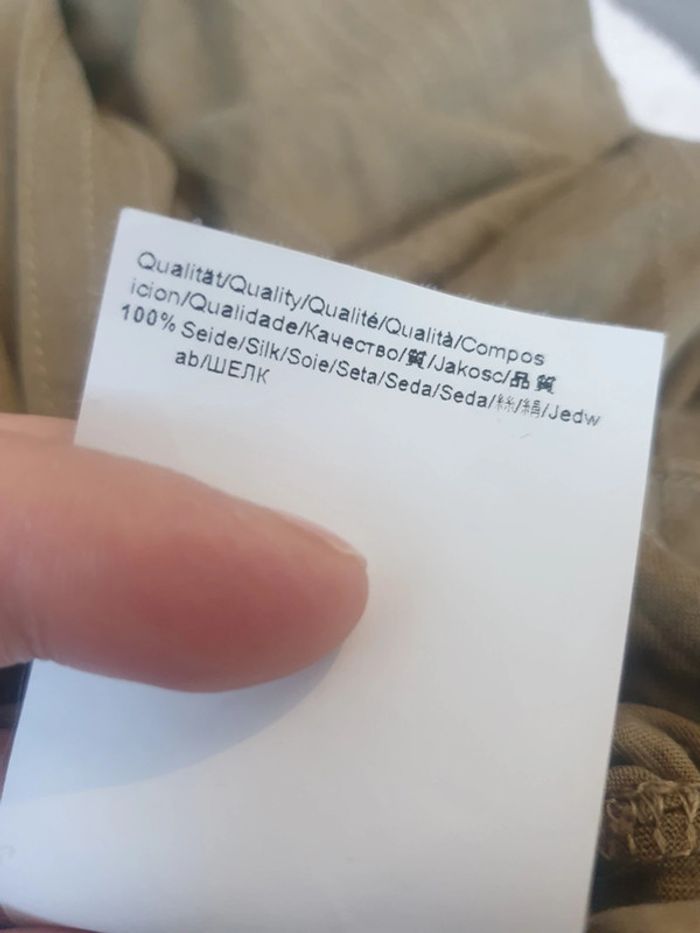 Qualität/Quality/Qualité/Qualità/Compos
icion/Qualidade/Качество/質/Jakosc/品質
100% Seide/Silk/Soie/Seta/Seda/Seda/絲/絹/Jedw
ab/ШЕЛК